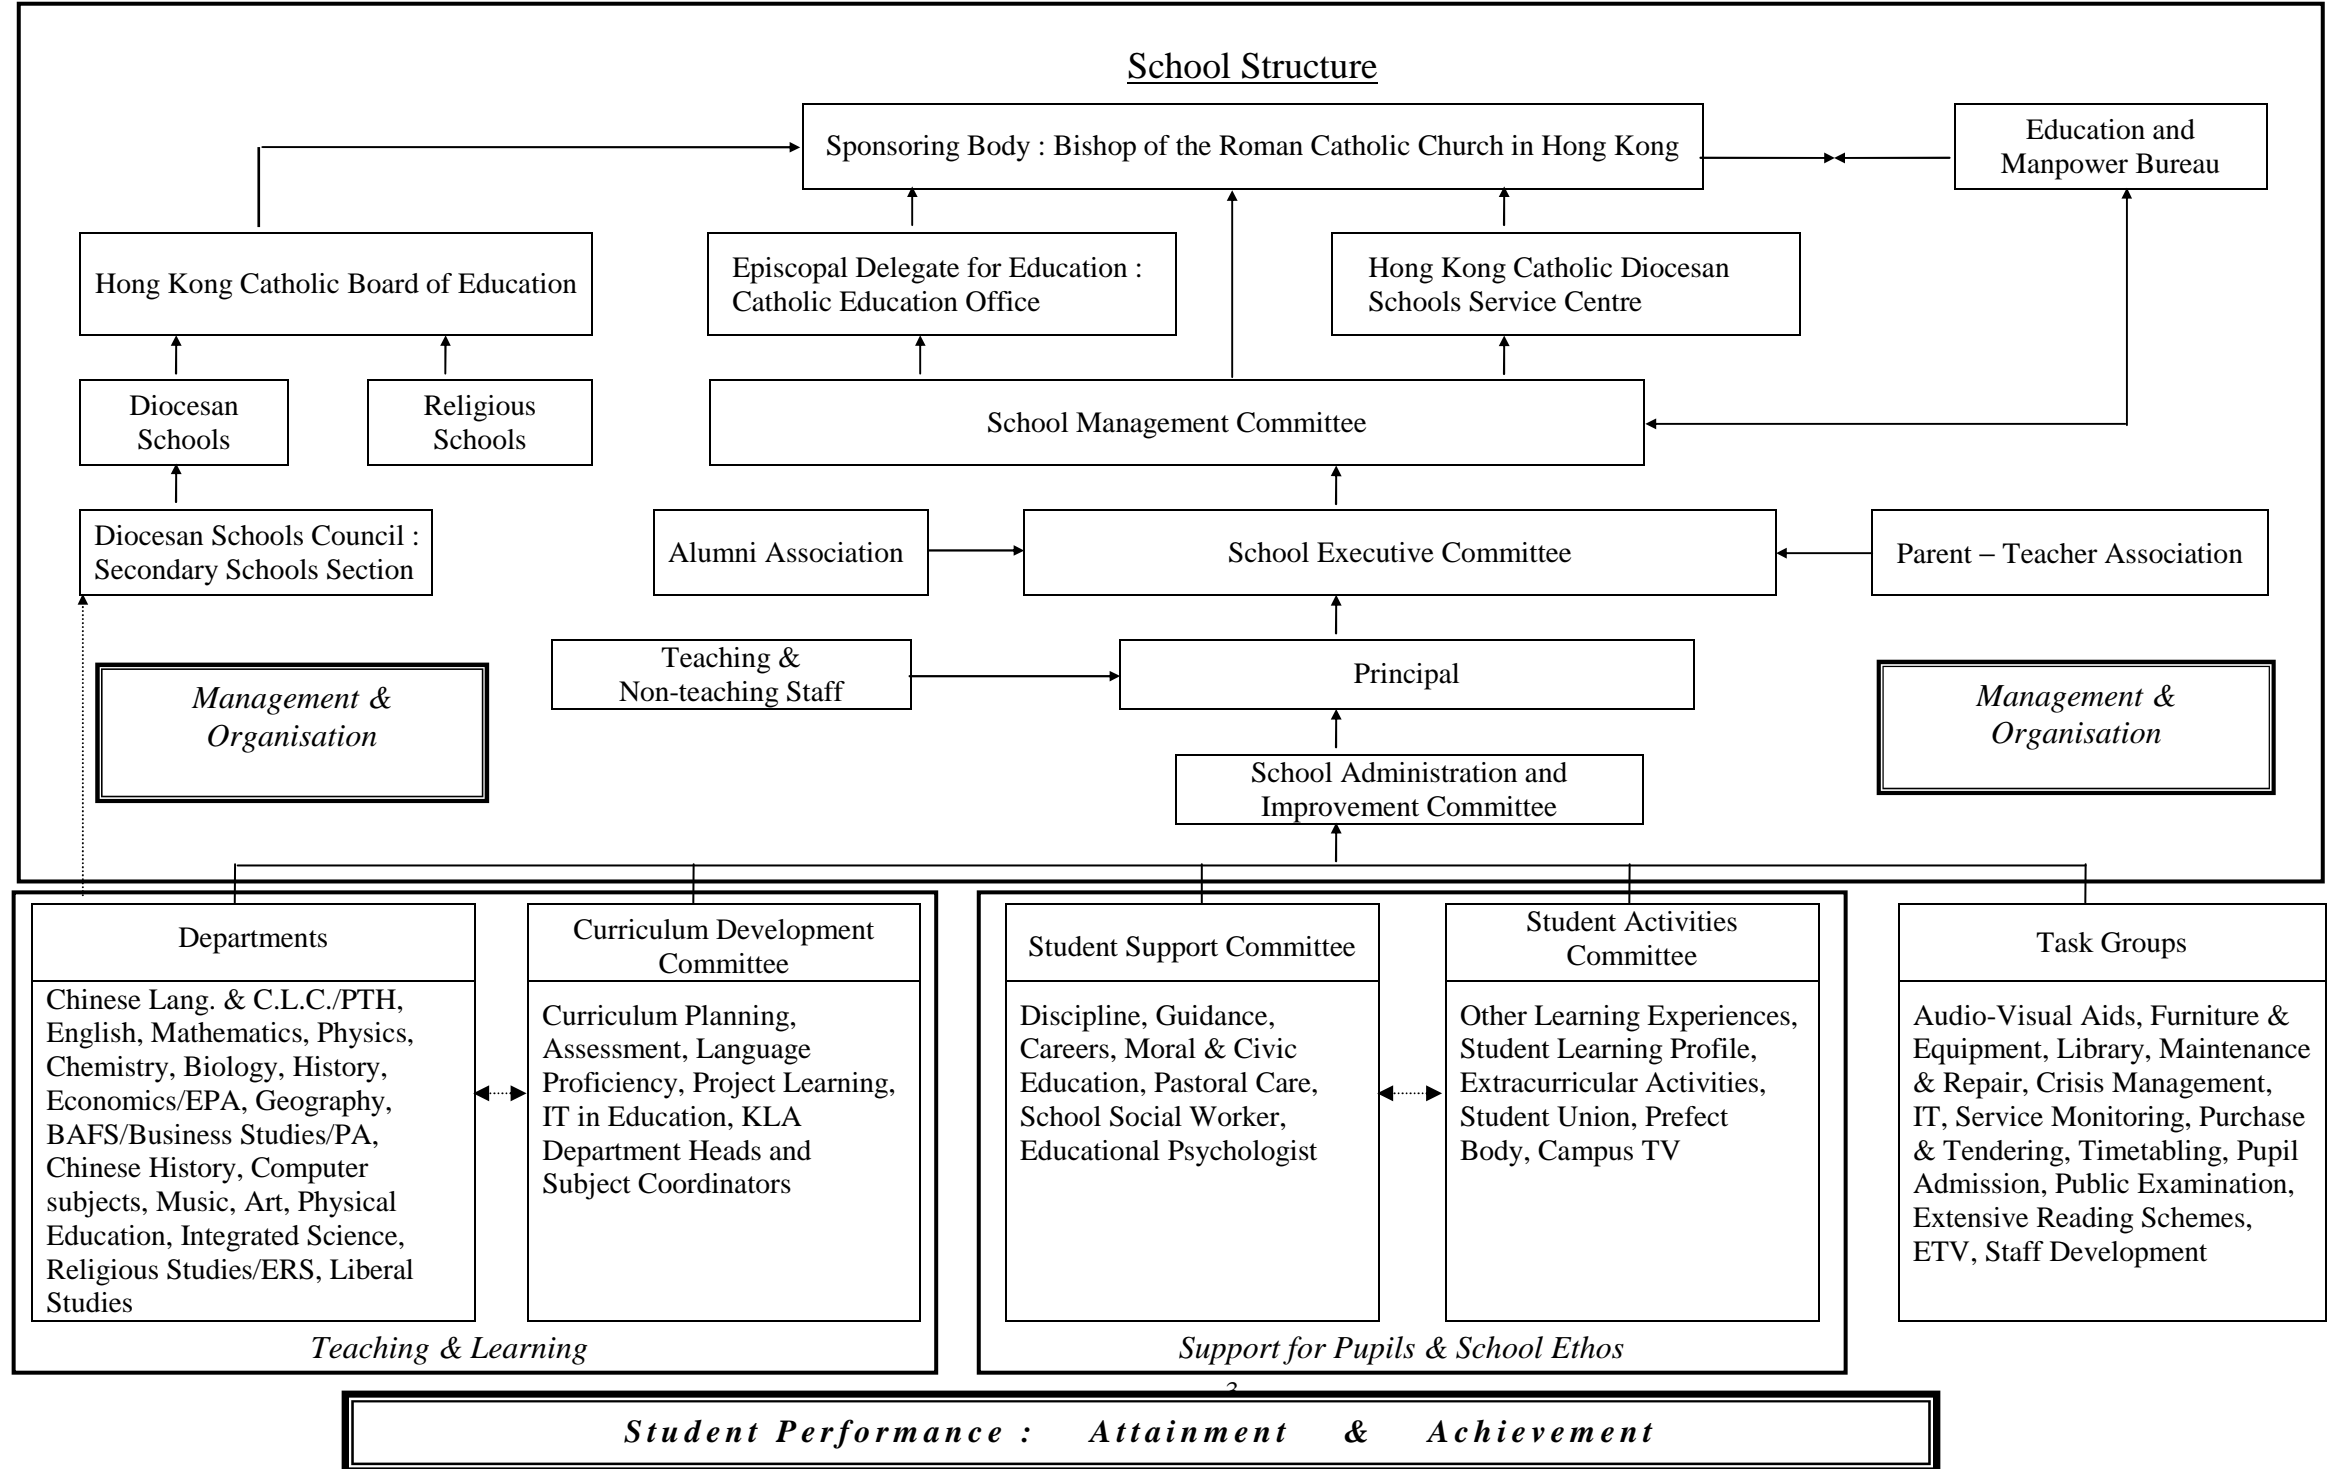 School Structure
Sponsoring Body : Bishop of the Roman Catholic Church in Hong Kong
Education and
Manpower Bureau
Hong Kong Catholic Board of Education
Episcopal Delegate for Education :
Catholic Education Office
Hong Kong Catholic Diocesan
Schools Service Centre
Diocesan
Schools
Religious
Schools
School Management Committee
Diocesan Schools Council :
Secondary Schools Section
Alumni Association
School Executive Committee
Parent – Teacher Association
Teaching &
Non-teaching Staff
Principal
Management &
Organisation
Management &
Organisation
School Administration and
Improvement Committee
Departments
Chinese Lang. & C.L.C./PTH,
English, Mathematics, Physics,
Chemistry, Biology, History,
Economics/EPA, Geography,
BAFS/Business Studies/PA,
Chinese History, Computer
subjects, Music, Art, Physical
Education, Integrated Science,
Religious Studies/ERS, Liberal
Studies
Curriculum Development
Committee
Curriculum Planning,
Assessment, Language
Proficiency, Project Learning,
IT in Education, KLA
Department Heads and
Subject Coordinators
Teaching & Learning
Student Support Committee
Discipline, Guidance,
Careers, Moral & Civic
Education, Pastoral Care,
School Social Worker,
Educational Psychologist
Student Activities
Committee
Other Learning Experiences,
Student Learning Profile,
Extracurricular Activities,
Student Union, Prefect
Body, Campus TV
Support for Pupils & School Ethos
Task Groups
Audio-Visual Aids, Furniture &
Equipment, Library, Maintenance
& Repair, Crisis Management,
IT, Service Monitoring, Purchase
& Tendering, Timetabling, Pupil
Admission, Public Examination,
Extensive Reading Schemes,
ETV, Staff Development
Student Performance : Attainment & Achievement